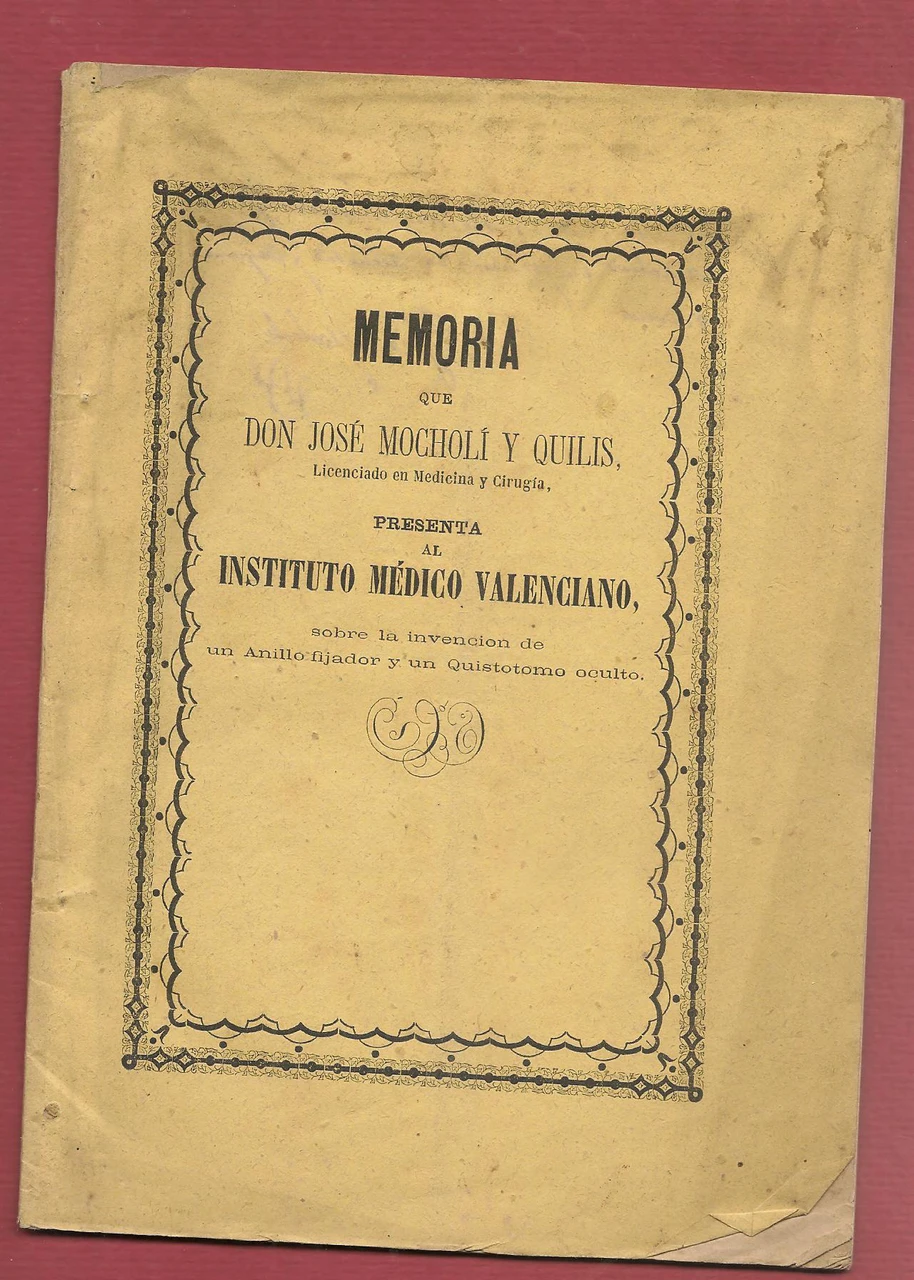 MEMORIA
QUE
DON JOSÉ MOCHOLÍ Y QUILIS,
Licenciado en Medicina y Cirugía,
PRESENTA
AL
INSTITUTO MÉDICO VALENCIANO,
sobre la invencion de
un Anillo fijador y un Quistotomo oculto.